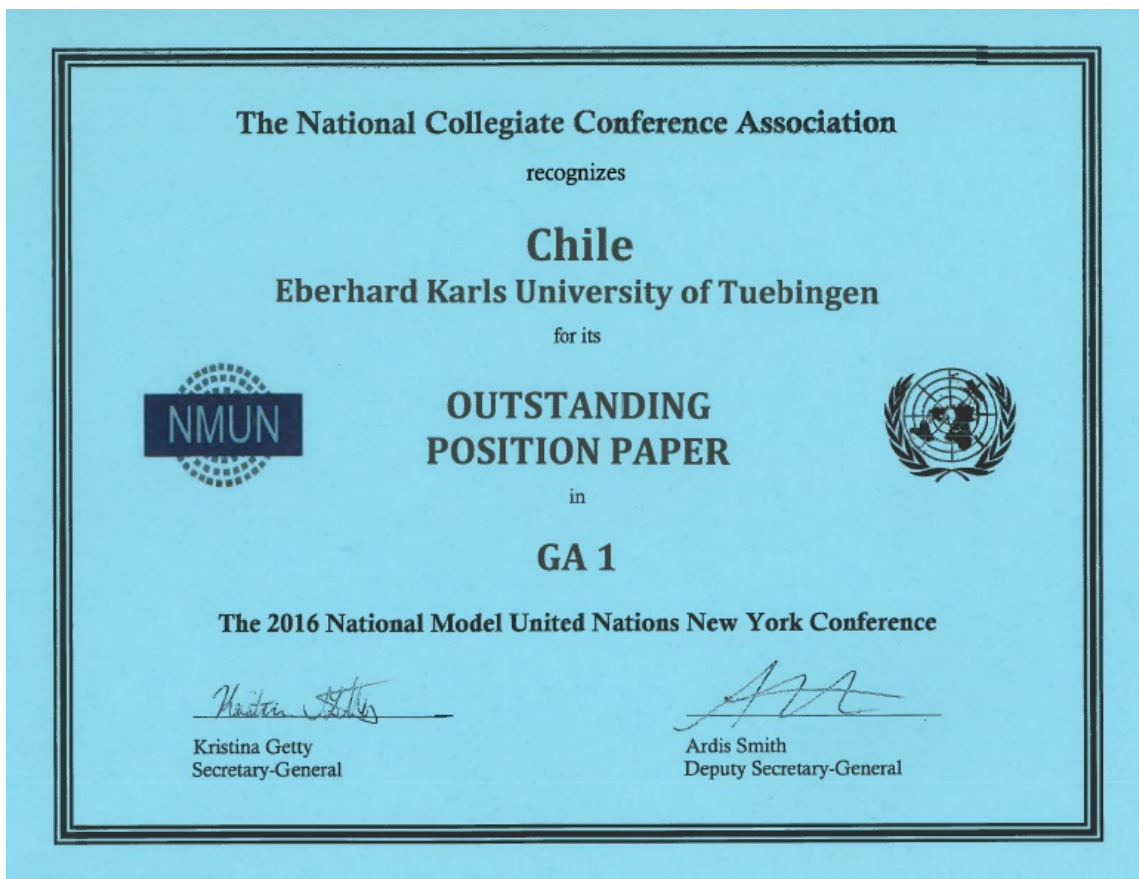 The National Collegiate Conference Association
recognizes
Chile
Eberhard Karls University of Tuebingen
for its
NMUN
OUTSTANDING
POSITION PAPER
in
GA 1
The 2016 National Model United Nations New York Conference
Kristina Getty
Secretary-General
Ardis Smith
Deputy Secretary-General